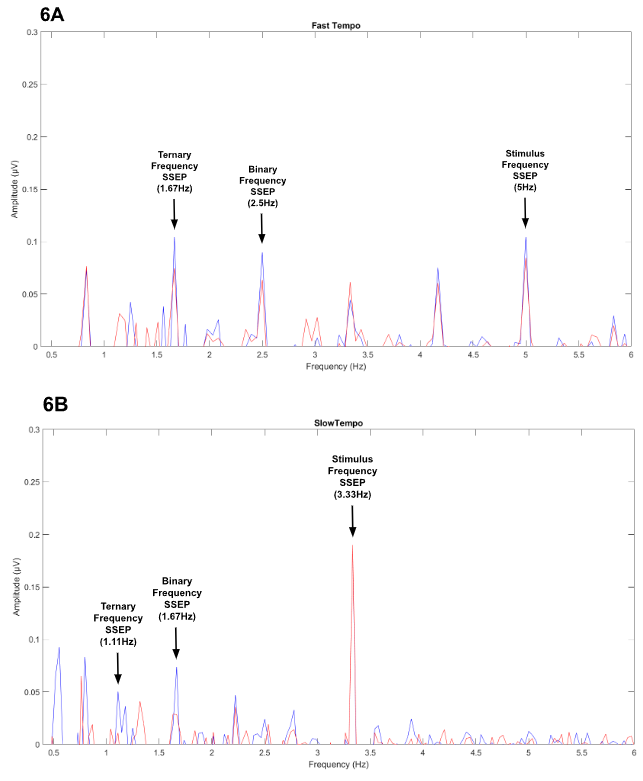 6A
Fast Tempo
0.3
0.25
0.2
0.15
0.1
0.05
0
Amplitude (µV)
Ternary
Frequency
SSEP
(1.67Hz)
Binary
Frequency
SSEP
(2.5Hz)
Stimulus
Frequency
SSEP
(5Hz)
0.5 1 1.5 2 2.5 3 3.5 4 4.5 5 5.5 6
Frequency (Hz)
6B
SlowTempo
0.3
0.25
0.2
0.15
0.1
0.05
0
Amplitude (µV)
Stimulus
Frequency
SSEP
(3.33Hz)
Ternary
Frequency
SSEP
(1.11Hz)
Binary
Frequency
SSEP
(1.67Hz)
0.5 1 1.5 2 2.5 3 3.5 4 4.5 5 5.5 6
Frequency (Hz)